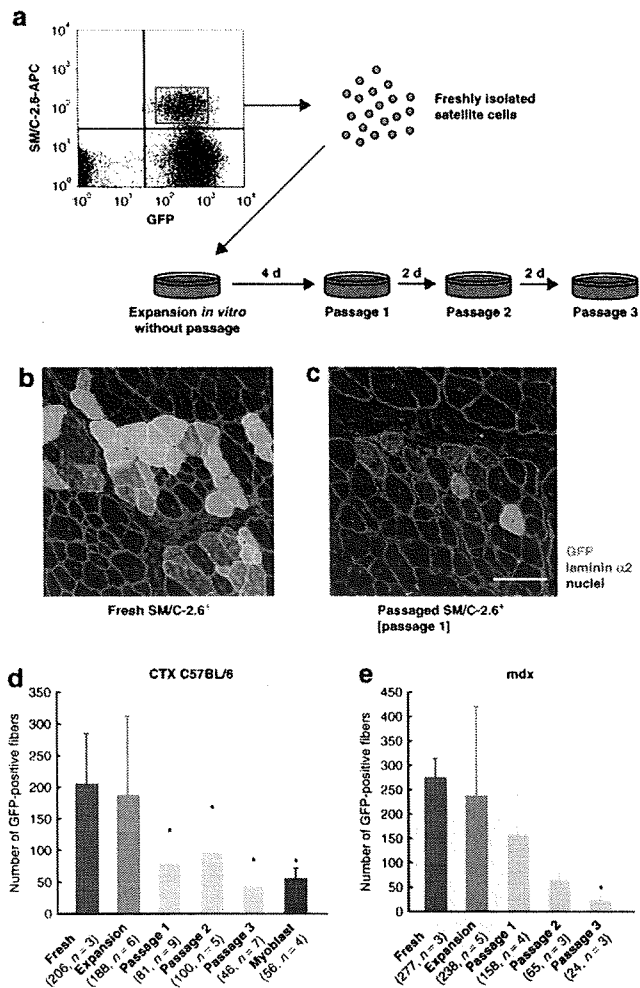 a
SM/C-2.6-APC
10⁴
10³
10²
10¹
10⁰
10⁰ 10¹ 10² 10³ 10⁴
GFP
Freshly isolated
satellite cells
4 d
2 d
2 d
Expansion in vitro
without passage
Passage 1
Passage 2
Passage 3
b
c
GFP
laminin α2
nuclei
Fresh SM/C-2.6⁺
Passaged SM/C-2.6⁺
[passage 1]
d
CTX C57BL/6
Number of GFP-positive fibers
350
300
250
200
150
100
50
0
Fresh
(206, n = 3)
Expansion
(188, n = 6)
Passage 1
(81, n = 9)
Passage 2
(100, n = 5)
Passage 3
(46, n = 7)
Myoblast
(56, n = 4)
e
mdx
Number of GFP-positive fibers
450
400
350
300
250
200
150
100
50
0
Fresh
(277, n = 3)
Expansion
(238, n = 5)
Passage 1
(158, n = 4)
Passage 2
(65, n = 3)
Passage 3
(24, n = 3)